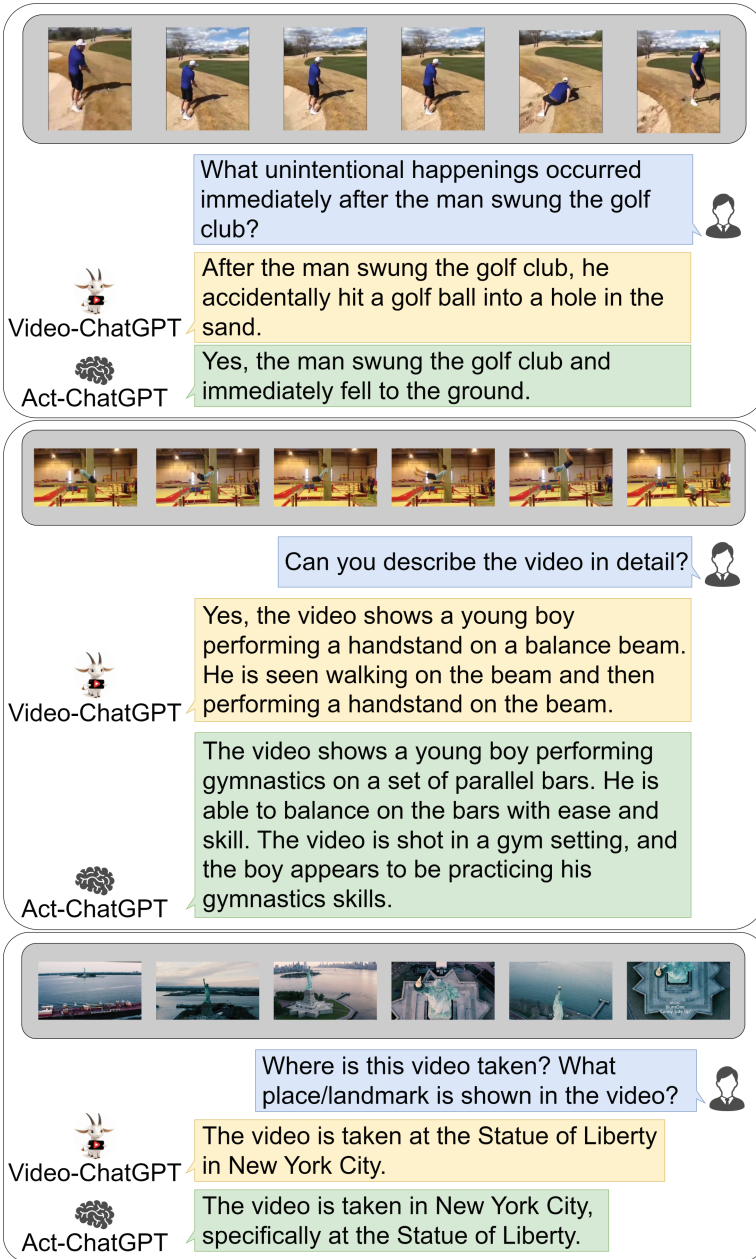 What unintentional happenings occurred
immediately after the man swung the golf
club?
After the man swung the golf club, he
accidentally hit a golf ball into a hole in the
sand.
Video-ChatGPT
Yes, the man swung the golf club and
immediately fell to the ground.
Act-ChatGPT
Can you describe the video in detail?
Yes, the video shows a young boy
performing a handstand on a balance beam.
He is seen walking on the beam and then
performing a handstand on the beam.
Video-ChatGPT
The video shows a young boy performing
gymnastics on a set of parallel bars. He is
able to balance on the bars with ease and
skill. The video is shot in a gym setting, and
the boy appears to be practicing his
gymnastics skills.
Act-ChatGPT
Where is this video taken? What
place/landmark is shown in the video?
The video is taken at the Statue of Liberty
in New York City.
Video-ChatGPT
The video is taken in New York City,
specifically at the Statue of Liberty.
Act-ChatGPT